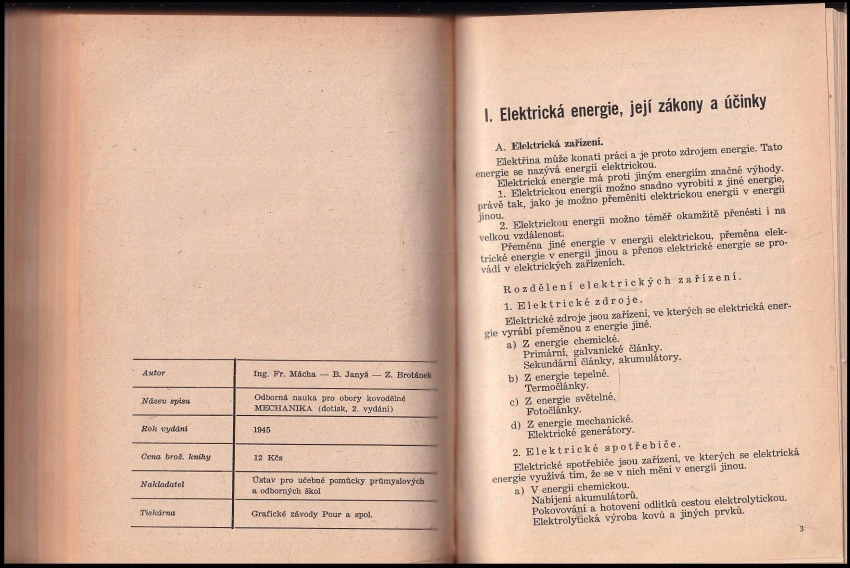 Autor Ing. Fr. Mácha — B. Janyš — Z. Brotánek
Název spisu Odborná nauka pro obory kovodělné
MECHANIKA (dotisk, 2. vydání)
Rok vydání 1945
Cena brož. knihy 12 Kčs
Nakladatel Ústav pro učebné pomůcky průmyslových
a odborných škol
Tiskárna Grafické závody Pour a spol.
I. Elektrická energie, její zákony a účinky
A. Elektrická zařízení.
Elektřina může konati práci a je proto zdrojem energie. Tato
energie se nazývá energií elektrickou.
Elektrická energie má proti jiným energiím značné výhody.
1. Elektrickou energii možno snadno vyrobiti z jiné energie,
právě tak, jako je možno přeměniti elektrickou energii v energii
jinou.
2. Elektrickou energii možno téměř okamžitě přenésti i na
velkou vzdálenost.
Přeměna jiné energie v energii elektrickou, přeměna elek-
trické energie v energii jinou a přenos elektrické energie se pro-
vádí v elektrických zařízeních.
Rozdělení elektrických zařízení.
1. Elektrické zdroje.
Elektrické zdroje jsou zařízení, ve kterých se elektrická ener-
gie vyrábí přeměnou z energie jiné.
a) Z energie chemické.
Primární, galvanické články.
Sekundární články, akumulátory.
b) Z energie tepelné.
Termočlánky.
c) Z energie světelné.
Fotočlánky.
d) Z energie mechanické.
Elektrické generátory.
2. Elektrické spotřebiče.
Elektrické spotřebiče jsou zařízení, ve kterých se elektrická
energie využívá tím, že se v nich mění v energii jinou.
a) V energii chemickou.
Nabíjení akumulátorů.
Pokovování a hotovení odlitků cestou elektrolytickou.
Elektrolytická výroba kovů a jiných prvků.
3